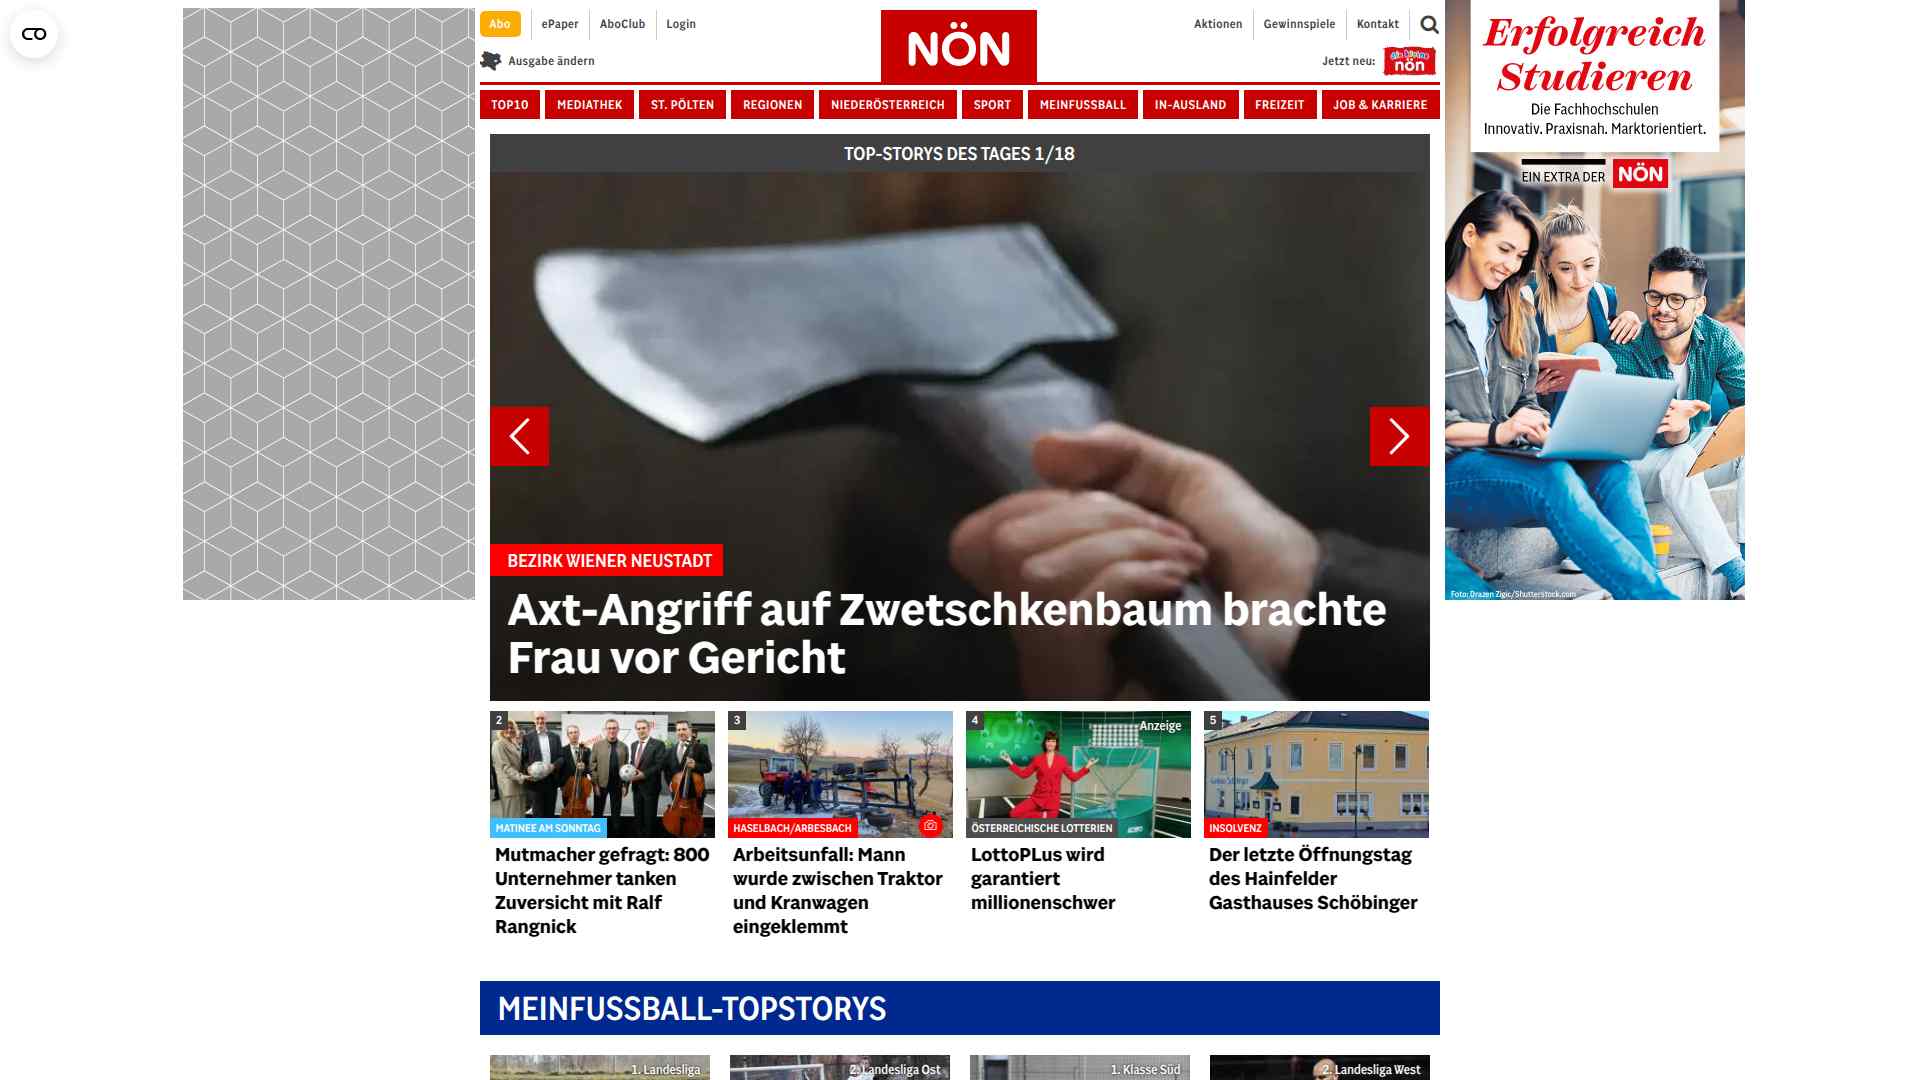 Abo
ePaper
AboClub
Login
NÖN
Aktionen
Gewinnspiele
Kontakt
Ausgabe ändern
Jetzt neu:
die kleine
nön
TOP10
MEDIATHEK
ST. PÖLTEN
REGIONEN
NIEDERÖSTERREICH
SPORT
MEINFUSSBALL
IN-AUSLAND
FREIZEIT
JOB & KARRIERE
TOP-STORYS DES TAGES 1/18
BEZIRK WIENER NEUSTADT
Axt-Angriff auf Zwetschkenbaum brachte
Frau vor Gericht
2
MATINEE AM SONNTAG
Mutmacher gefragt: 800
Unternehmer tanken
Zuversicht mit Ralf
Rangnick
3
HASELBACH/ARBESBACH
Arbeitsunfall: Mann
wurde zwischen Traktor
und Kranwagen
eingeklemmt
4
Anzeige
ÖSTERREICHISCHE LOTTERIEN
LottoPLus wird
garantiert
millionenschwer
5
INSOLVENZ
Der letzte Öffnungstag
des Hainfelder
Gasthauses Schöbinger
MEINFUSSBALL-TOPSTORYS
1. Landesliga
2. Landesliga Ost
1. Klasse Süd
2. Landesliga West
Erfolgreich
Studieren
Die Fachhochschulen
Innovativ. Praxisnah. Marktorientiert.
EIN EXTRA DER
NÖN
Foto: Drazen Zigic/Shutterstock.com